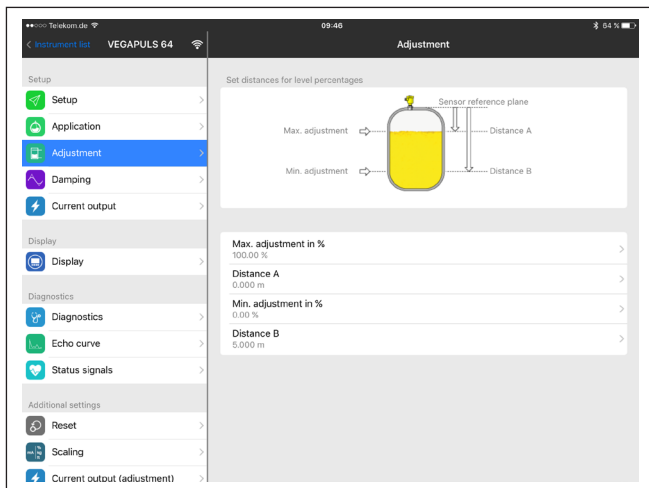 Telekom.de
09:46
64 %
Instrument list
VEGAPULS 64
Adjustment
Setup
Setup
Application
Adjustment
Damping
Current output
Display
Display
Diagnostics
Diagnostics
Echo curve
Status signals
Additional settings
Reset
Scaling
Current output (adjustment)
Set distances for level percentages
Sensor reference plane
Max. adjustment
Distance A
Min. adjustment
Distance B
Max. adjustment in %
100.00 %
Distance A
0.000 m
Min. adjustment in %
0.00 %
Distance B
5.000 m